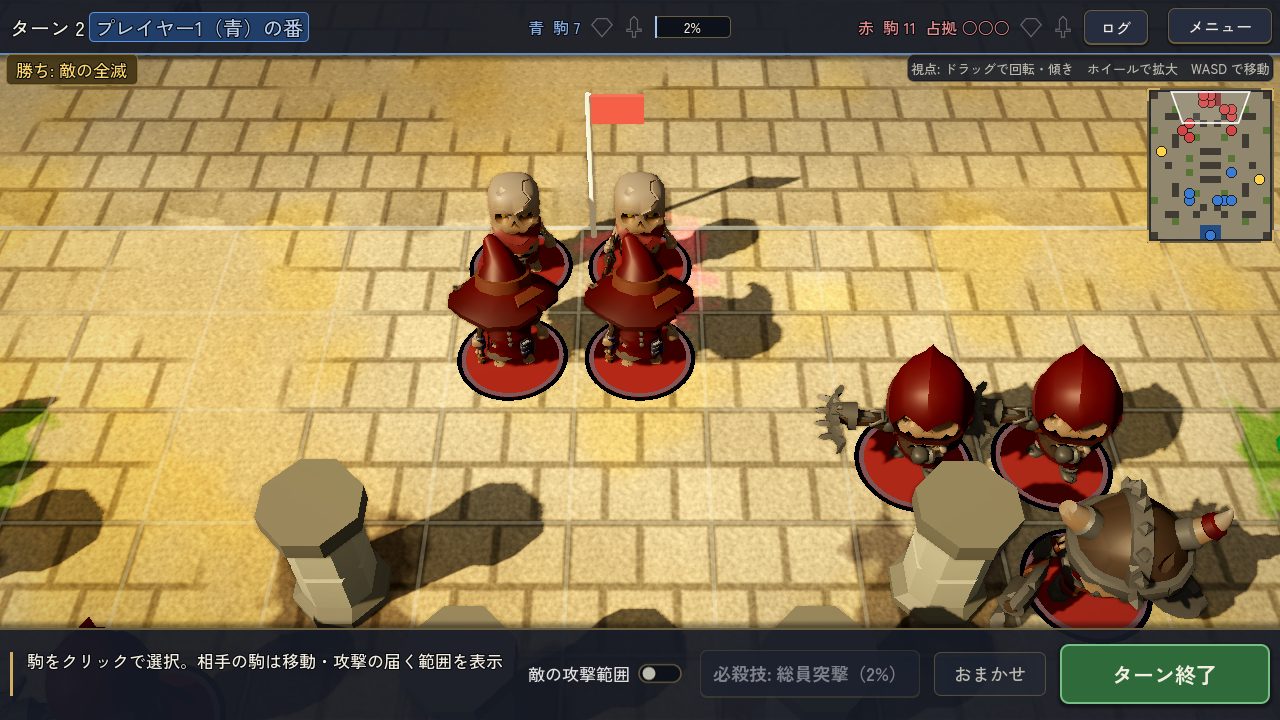 ターン 2 プレイヤー1（青）の番
青 駒 7
2%
赤 駒 11 占拠 〇〇〇
ログ
メニュー
勝ち: 敵の全滅
視点: ドラッグで回転・傾き ホイールで拡大 WASD で移動
駒をクリックで選択。相手の駒は移動・攻撃の届く範囲を表示
敵の攻撃範囲
必殺技: 総員突撃（2%）
おまかせ
ターン終了